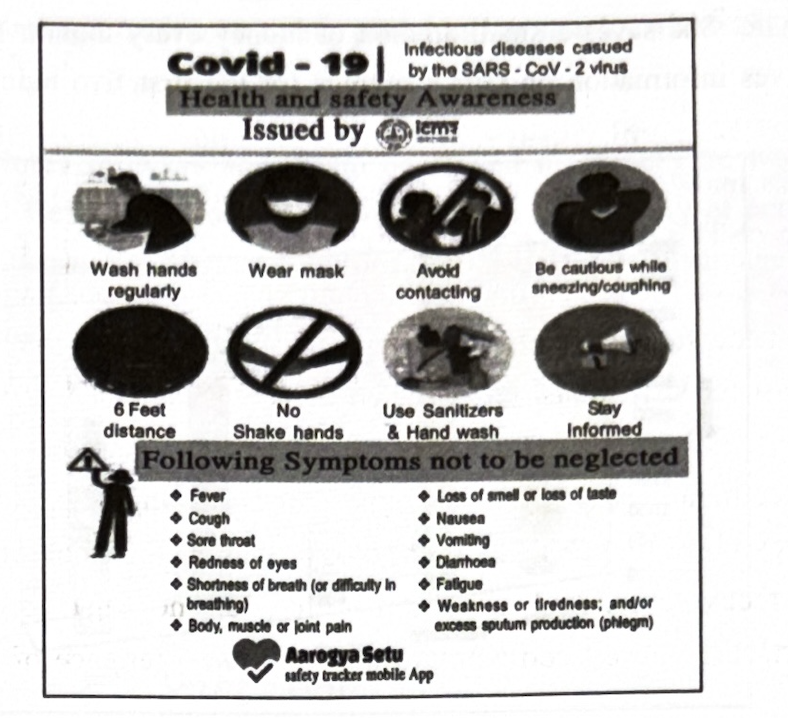 Covid - 19
Infectious diseases casued
by the SARS - CoV - 2 virus
Health and safety Awareness
Issued by icmr
Wash hands
regularly
Wear mask
Avoid
contacting
Be cautious while
sneezing/coughing
6 Feet
distance
No
Shake hands
Use Sanitizers
& Hand wash
Stay
Informed
Following Symptoms not to be neglected
❖ Fever
❖ Cough
❖ Sore throat
❖ Redness of eyes
❖ Shortness of breath (or difficulty in
breathing)
❖ Body, muscle or joint pain
❖ Loss of smell or loss of taste
❖ Nausea
❖ Vomiting
❖ Diarrhoea
❖ Fatigue
❖ Weakness or tiredness; and/or
excess sputum production (phlegm)
Aarogya Setu
safety tracker mobile App